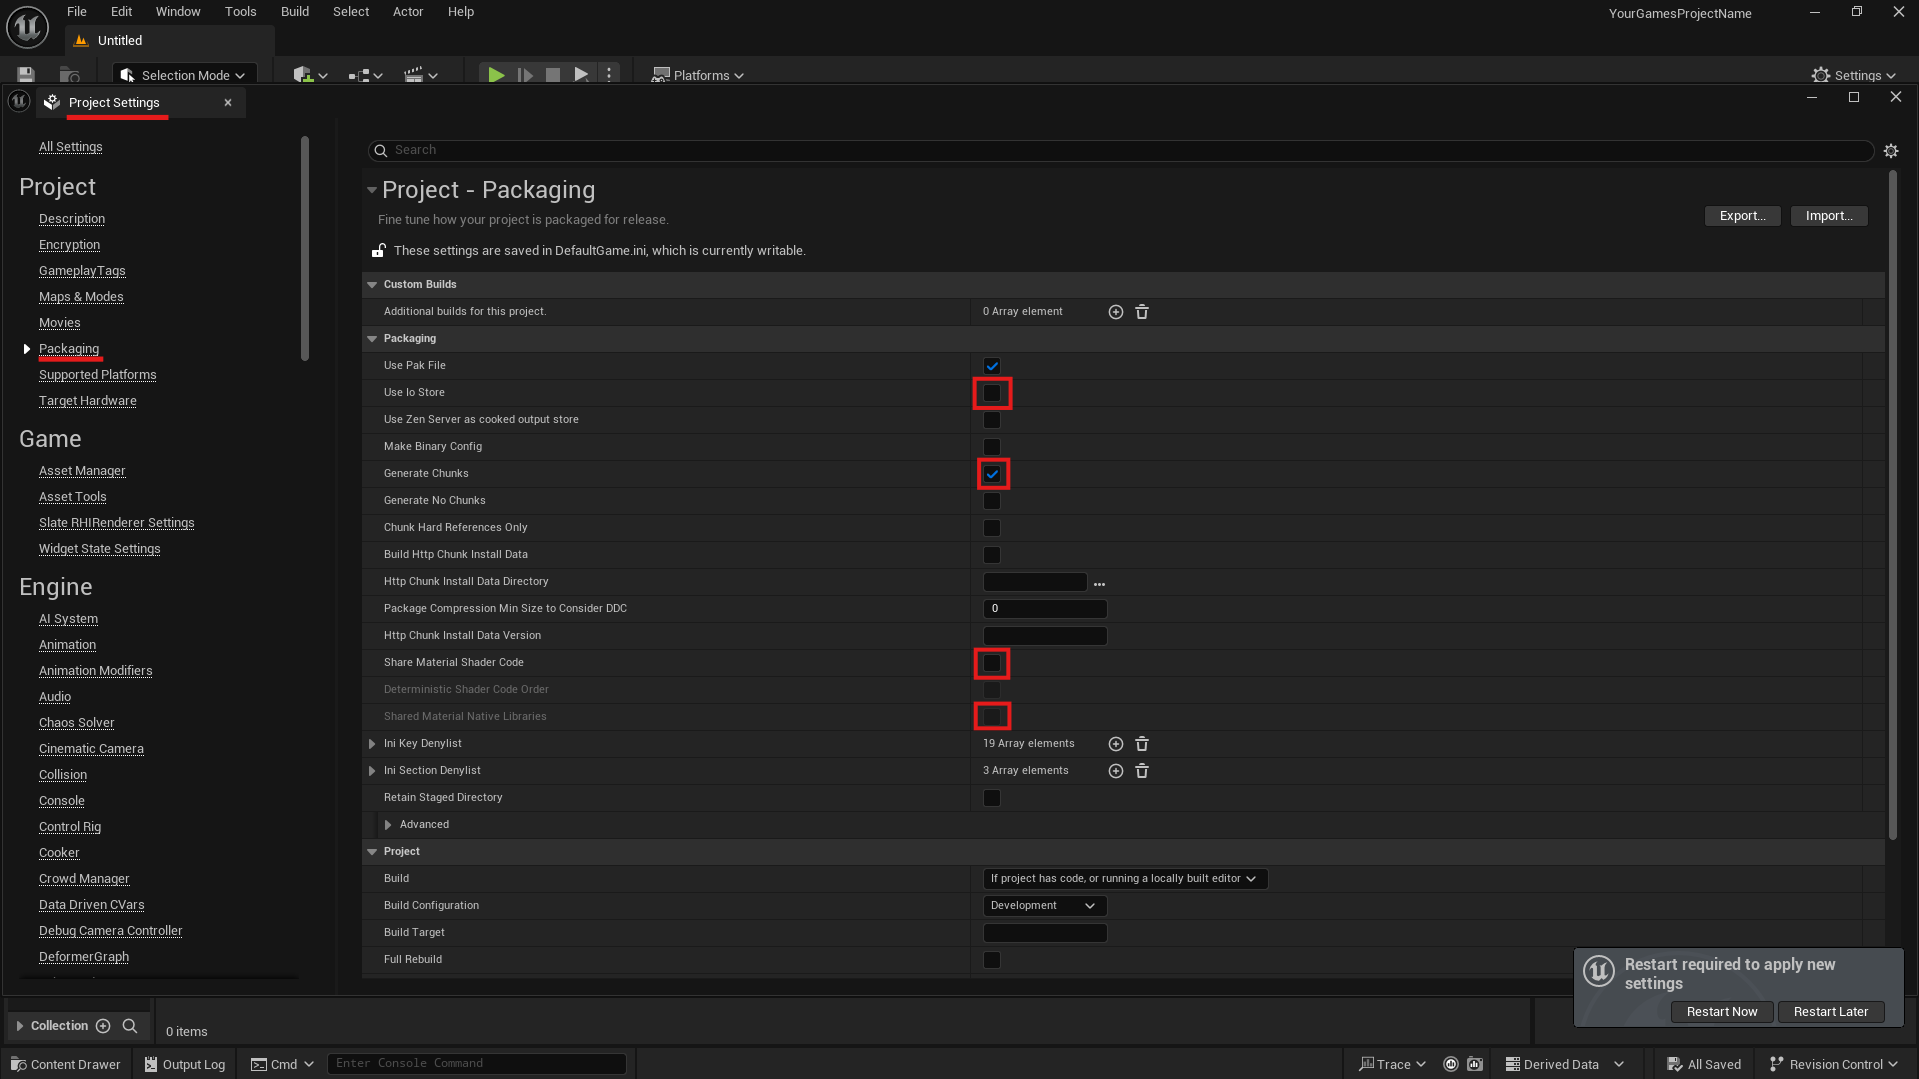 File Edit Window Tools Build Select Actor Help
YourGamesProjectName
Untitled
Selection Mode
Platforms
Settings
Project Settings
All Settings
Project
Description
Encryption
GameplayTags
Maps & Modes
Movies
Packaging
Supported Platforms
Target Hardware
Game
Asset Manager
Asset Tools
Slate RHIRenderer Settings
Widget State Settings
Engine
AI System
Animation
Animation Modifiers
Audio
Chaos Solver
Cinematic Camera
Collision
Console
Control Rig
Cooker
Crowd Manager
Data Driven CVars
Debug Camera Controller
DeformerGraph
Search
Project - Packaging
Fine tune how your project is packaged for release.
Export... Import...
These settings are saved in DefaultGame.ini, which is currently writable.
Custom Builds
Additional builds for this project. 0 Array element
Packaging
Use Pak File
Use Io Store
Use Zen Server as cooked output store
Make Binary Config
Generate Chunks
Generate No Chunks
Chunk Hard References Only
Build Http Chunk Install Data
Http Chunk Install Data Directory ...
Package Compression Min Size to Consider DDC 0
Http Chunk Install Data Version
Share Material Shader Code
Deterministic Shader Code Order
Shared Material Native Libraries
Ini Key Denylist 19 Array elements
Ini Section Denylist 3 Array elements
Retain Staged Directory
Advanced
Project
Build If project has code, or running a locally built editor
Build Configuration Development
Build Target
Full Rebuild
Restart required to apply new
settings
Restart Now Restart Later
Collection
0 items
Content Drawer Output Log Cmd Enter Console Command Trace Derived Data All Saved Revision Control